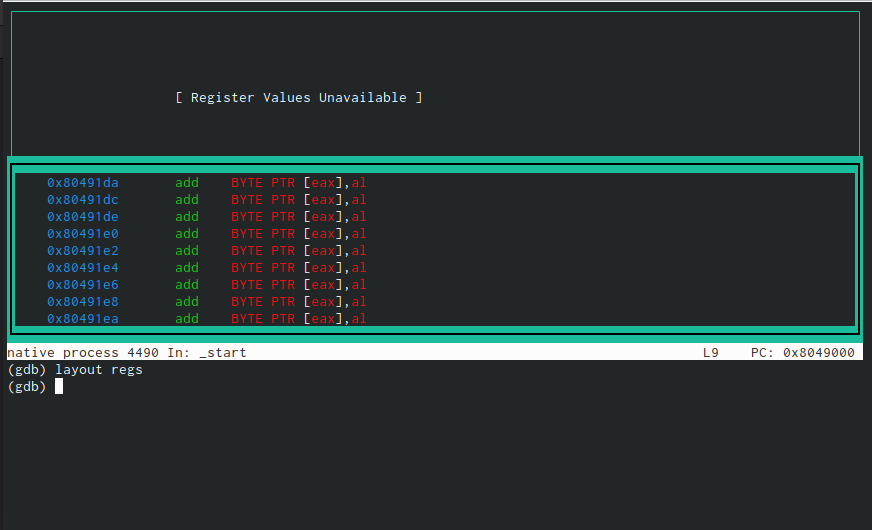 [ Register Values Unavailable ]
0x80491da add BYTE PTR [eax],al
0x80491dc add BYTE PTR [eax],al
0x80491de add BYTE PTR [eax],al
0x80491e0 add BYTE PTR [eax],al
0x80491e2 add BYTE PTR [eax],al
0x80491e4 add BYTE PTR [eax],al
0x80491e6 add BYTE PTR [eax],al
0x80491e8 add BYTE PTR [eax],al
0x80491ea add BYTE PTR [eax],al
native process 4490 In: _start L9 PC: 0x8049000
(gdb) layout regs
(gdb)